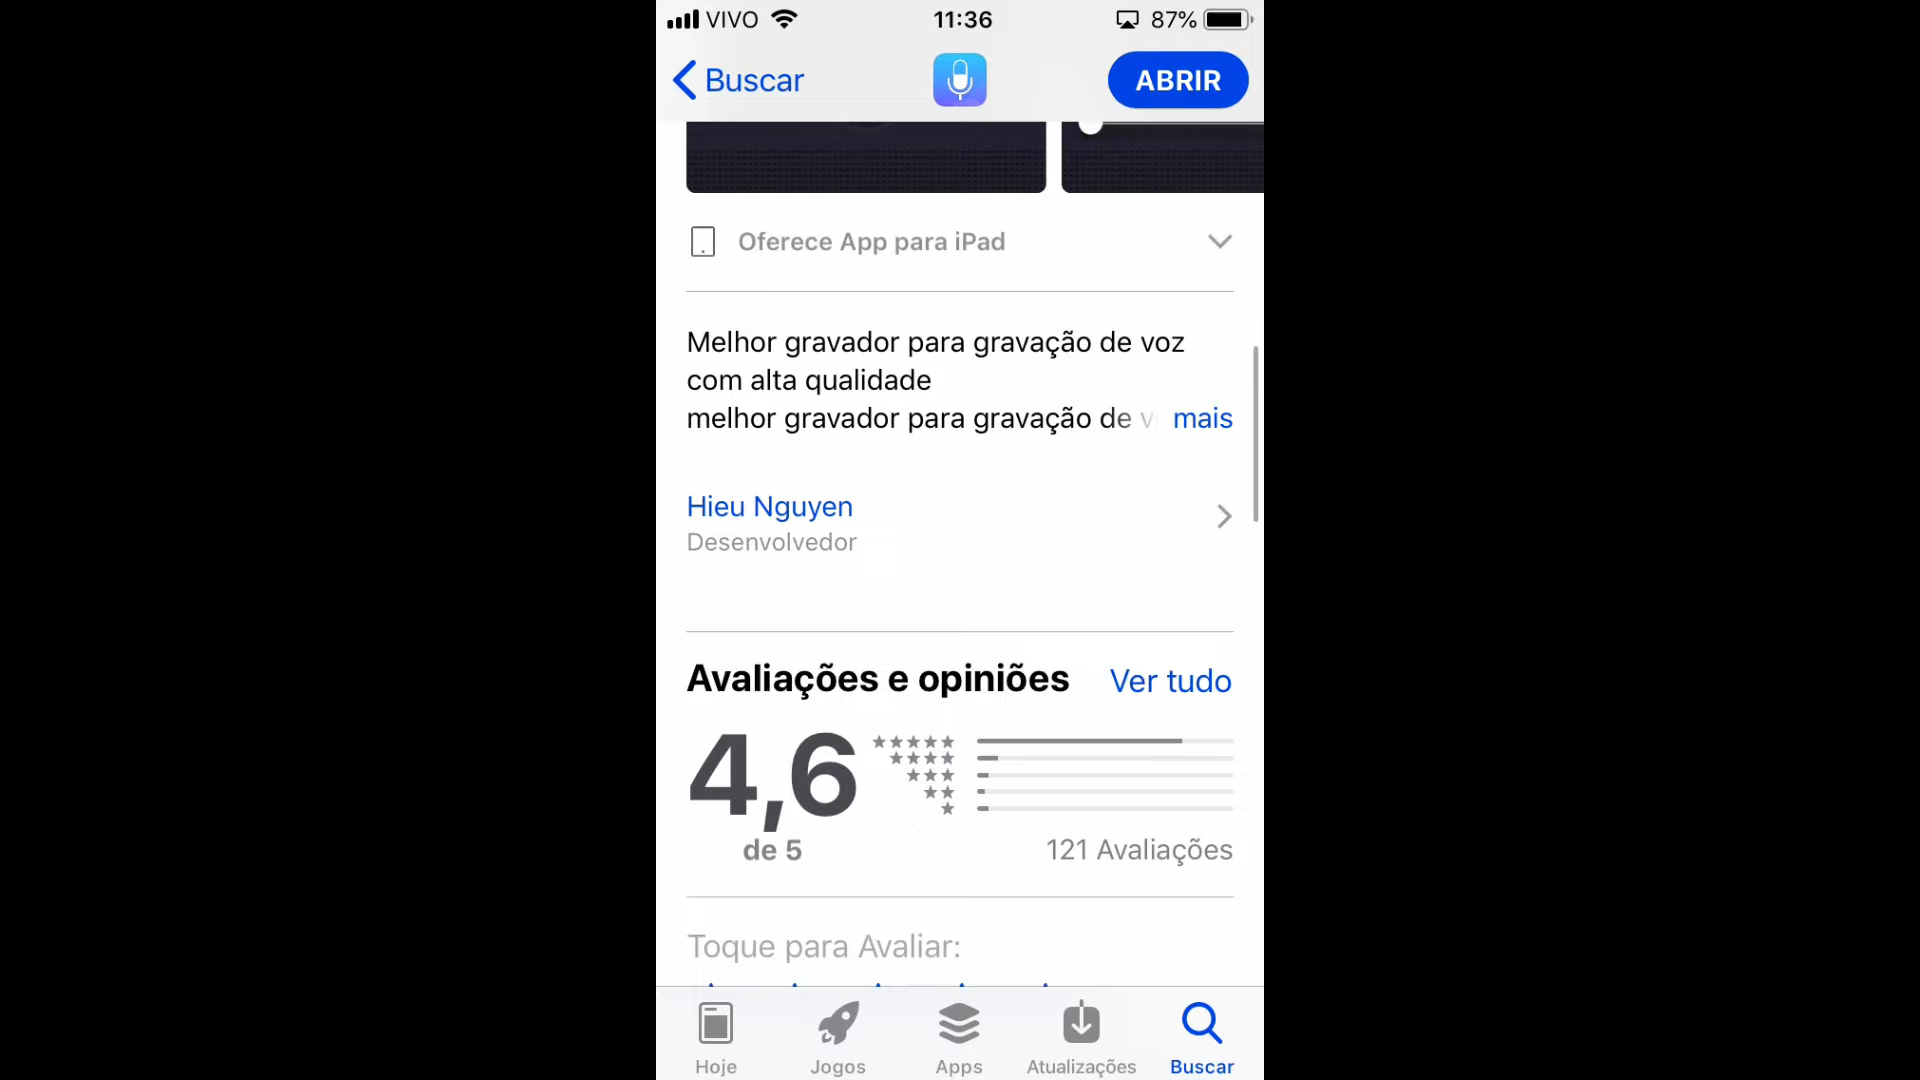 VIVO 11:36 87%
Buscar ABRIR
Oferece App para iPad
Melhor gravador para gravação de voz
com alta qualidade
melhor gravador para gravação de mais
Hieu Nguyen
Desenvolvedor
Avaliações e opiniões Ver tudo
4,6
de 5
121 Avaliações
Toque para Avaliar:
Hoje Jogos Apps Atualizações Buscar